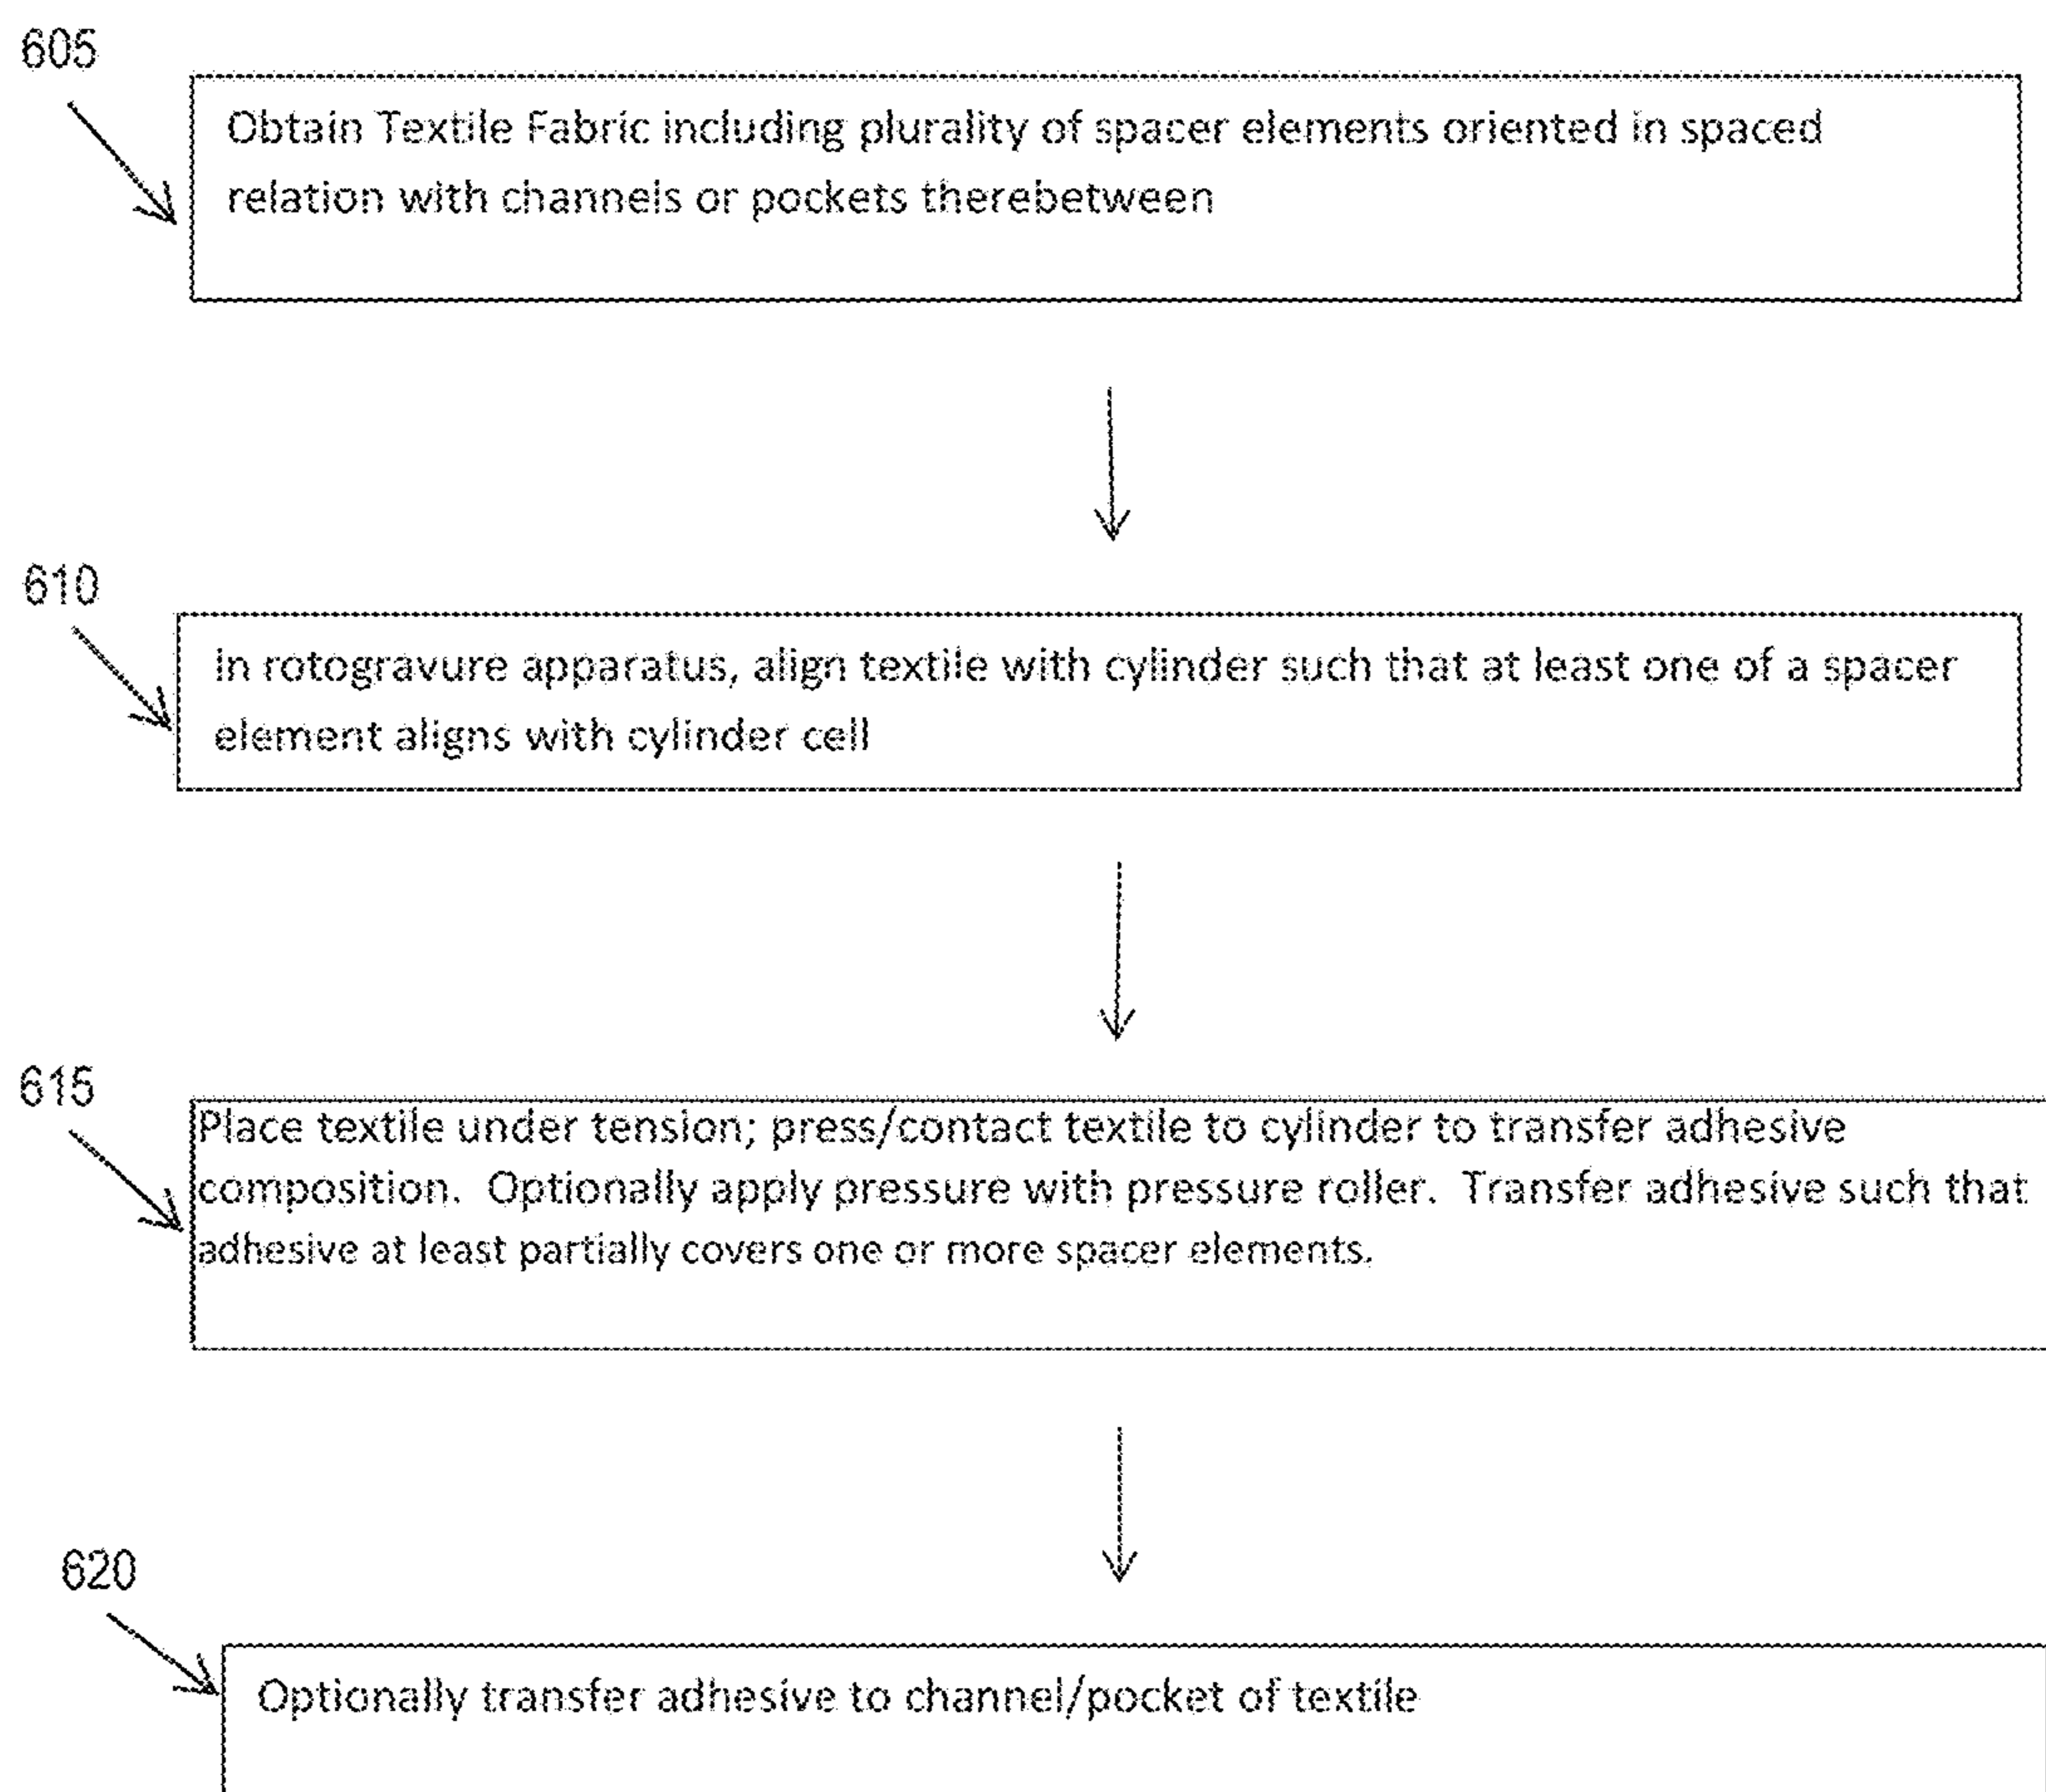 605
Obtain Textile Fabric including plurality of spacer elements oriented in spaced
relation with channels or pockets therebetween
610
In rotogravure apparatus, align textile with cylinder such that at least one of a spacer
element aligns with cylinder cell
615
Place textile under tension; press/contact textile to cylinder to transfer adhesive
composition. Optionally apply pressure with pressure roller. Transfer adhesive such that
adhesive at least partially covers one or more spacer elements.
620
Optionally transfer adhesive to channel/pocket of textile